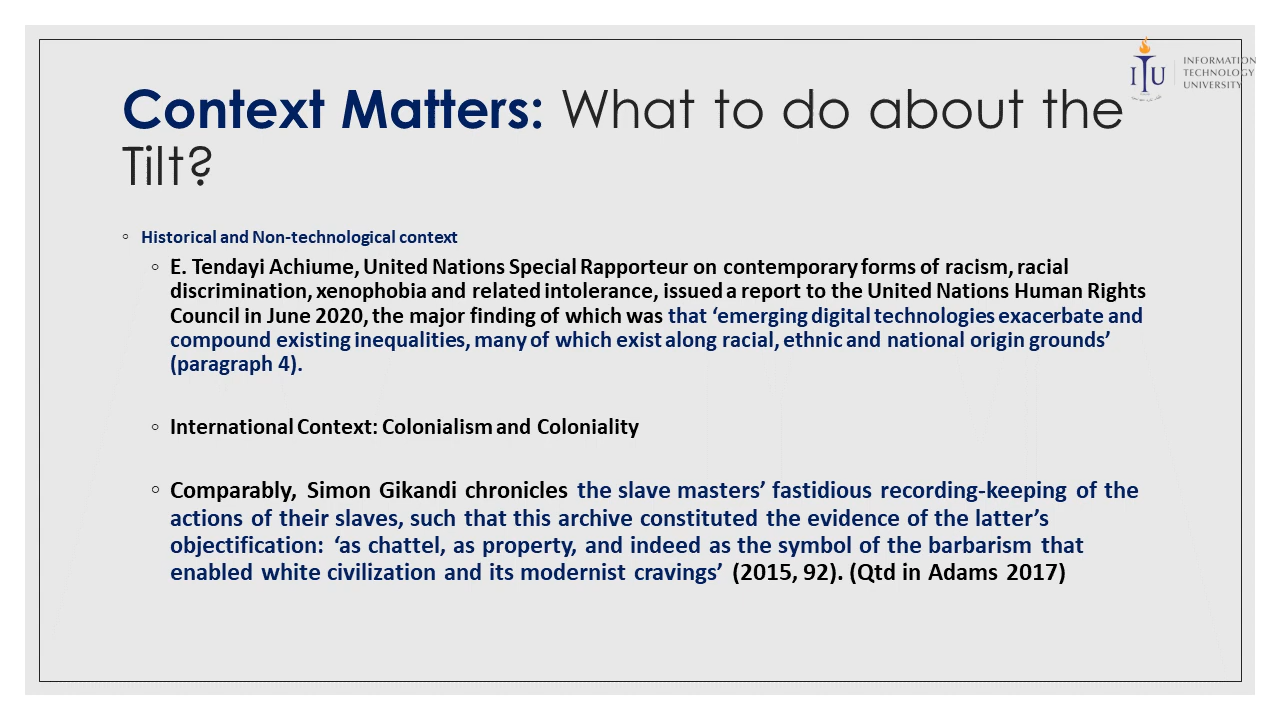 INFORMATION
TECHNOLOGY
UNIVERSITY
ITU
Context Matters: What to do about the
Tilt?
Historical and Non-technological context
E. Tendayi Achiume, United Nations Special Rapporteur on contemporary forms of racism, racial
discrimination, xenophobia and related intolerance, issued a report to the United Nations Human Rights
Council in June 2020, the major finding of which was that ‘emerging digital technologies exacerbate and
compound existing inequalities, many of which exist along racial, ethnic and national origin grounds’
(paragraph 4).
International Context: Colonialism and Coloniality
Comparably, Simon Gikandi chronicles the slave masters’ fastidious recording-keeping of the
actions of their slaves, such that this archive constituted the evidence of the latter’s
objectification: ‘as chattel, as property, and indeed as the symbol of the barbarism that
enabled white civilization and its modernist cravings’ (2015, 92). (Qtd in Adams 2017)